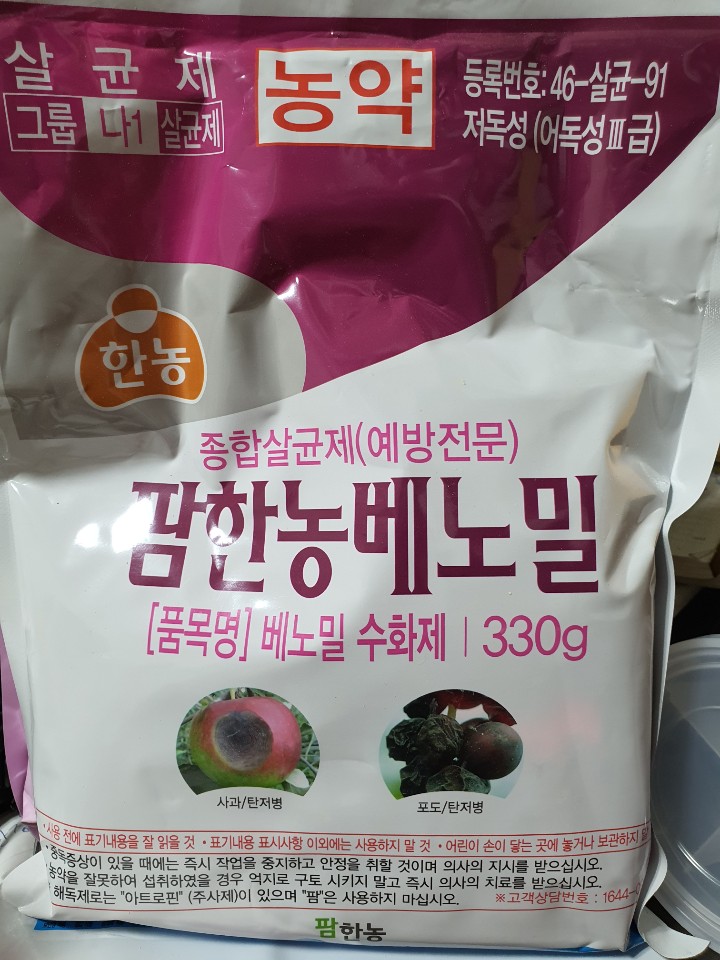 살균제
그룹 나1 살균제
농약
등록번호: 46-살균-91
저독성 (어독성Ⅲ급)
한농
종합살균제(예방전문)
팜한농베노밀
[품목명] 베노밀 수화제 | 330g
사과/탄저병
포도/탄저병
•사용 전에 표기내용을 잘 읽을 것 •표기내용 표시사항 이외에는 사용하지 말 것 •어린이 손이 닿는 곳에 놓거나 보관하지
중독증상이 있을 때에는 즉시 작업을 중지하고 안정을 취할 것이며 의사의 지시를 받으십시오.
농약을 잘못하여 섭취하였을 경우 억지로 구토 시키지 말고 즉시 의사의 치료를 받으십시오.
해독제로는 "아트로핀" (주사제)이 있으며 "팜"은 사용하지 마십시오.
※고객상담번호 : 1644-
팜한농